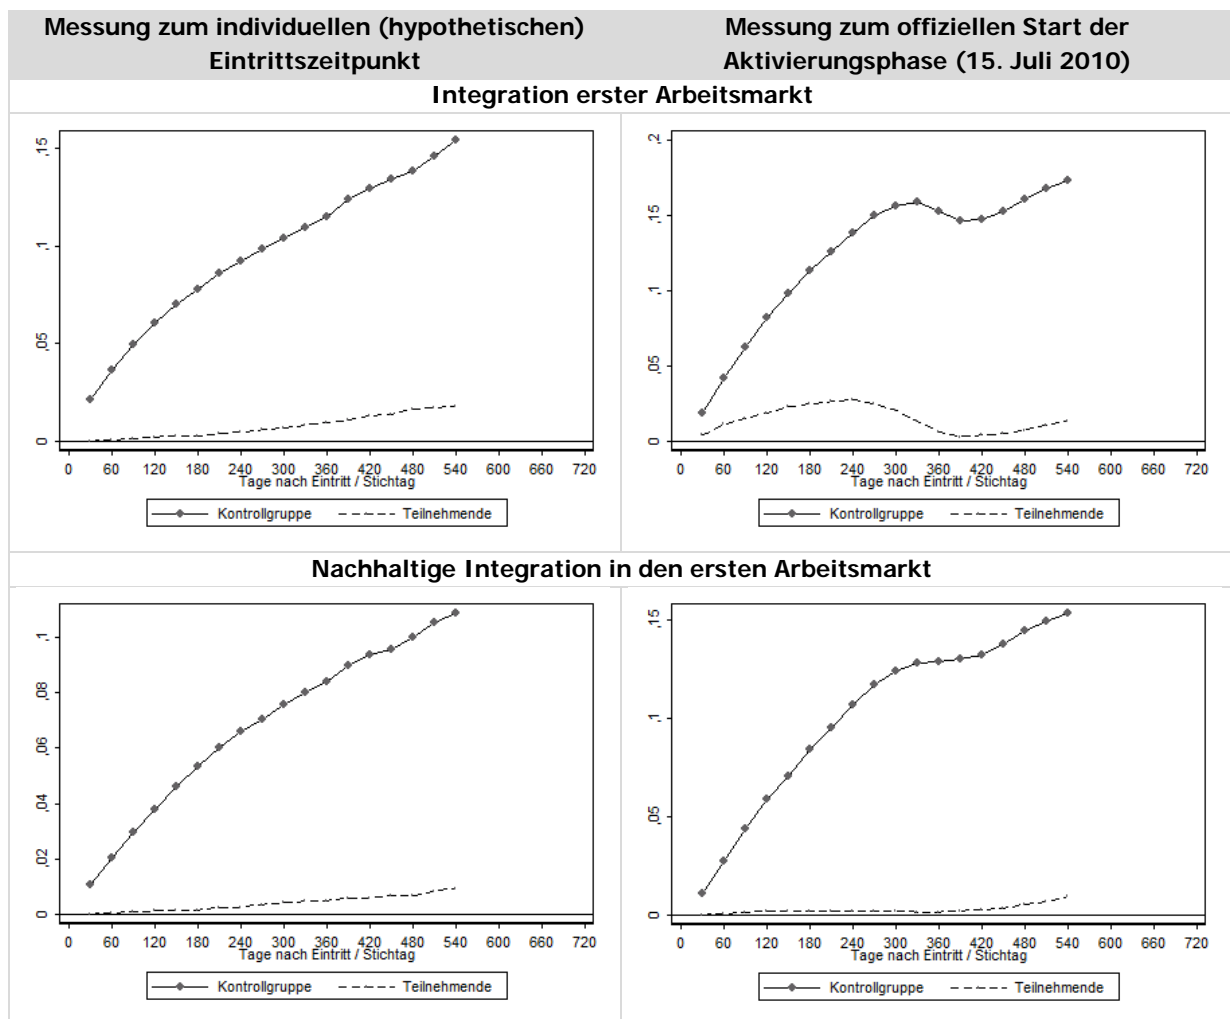 Messung zum individuellen (hypothetischen)
Eintrittszeitpunkt
Messung zum offiziellen Start der
Aktivierungsphase (15. Juli 2010)
Integration erster Arbeitsmarkt
,15
,1
,05
0
0 60 120 180 240 300 360 420 480 540 600 660 720
Tage nach Eintritt / Stichtag
Kontrollgruppe Teilnehmende
,2
,15
,1
,05
0
0 60 120 180 240 300 360 420 480 540 600 660 720
Tage nach Eintritt / Stichtag
Kontrollgruppe Teilnehmende
Nachhaltige Integration in den ersten Arbeitsmarkt
,1
,08
,06
,04
,02
0
0 60 120 180 240 300 360 420 480 540 600 660 720
Tage nach Eintritt / Stichtag
Kontrollgruppe Teilnehmende
,15
,1
,05
0
0 60 120 180 240 300 360 420 480 540 600 660 720
Tage nach Eintritt / Stichtag
Kontrollgruppe Teilnehmende